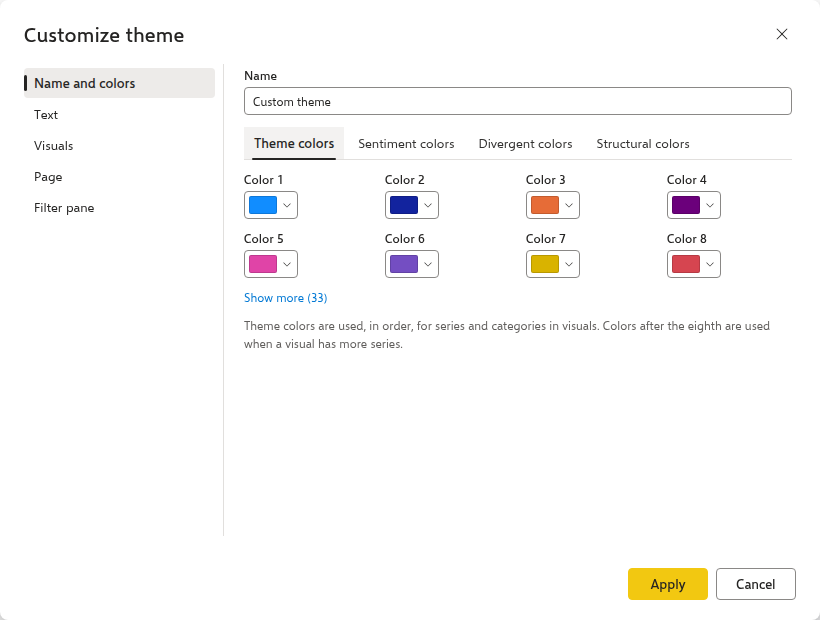 Customize theme
Name and colors
Text
Visuals
Page
Filter pane
Name
Custom theme
Theme colors Sentiment colors Divergent colors Structural colors
Color 1 Color 2 Color 3 Color 4
Color 5 Color 6 Color 7 Color 8
Show more (33)
Theme colors are used, in order, for series and categories in visuals. Colors after the eighth are used
when a visual has more series.
Apply Cancel